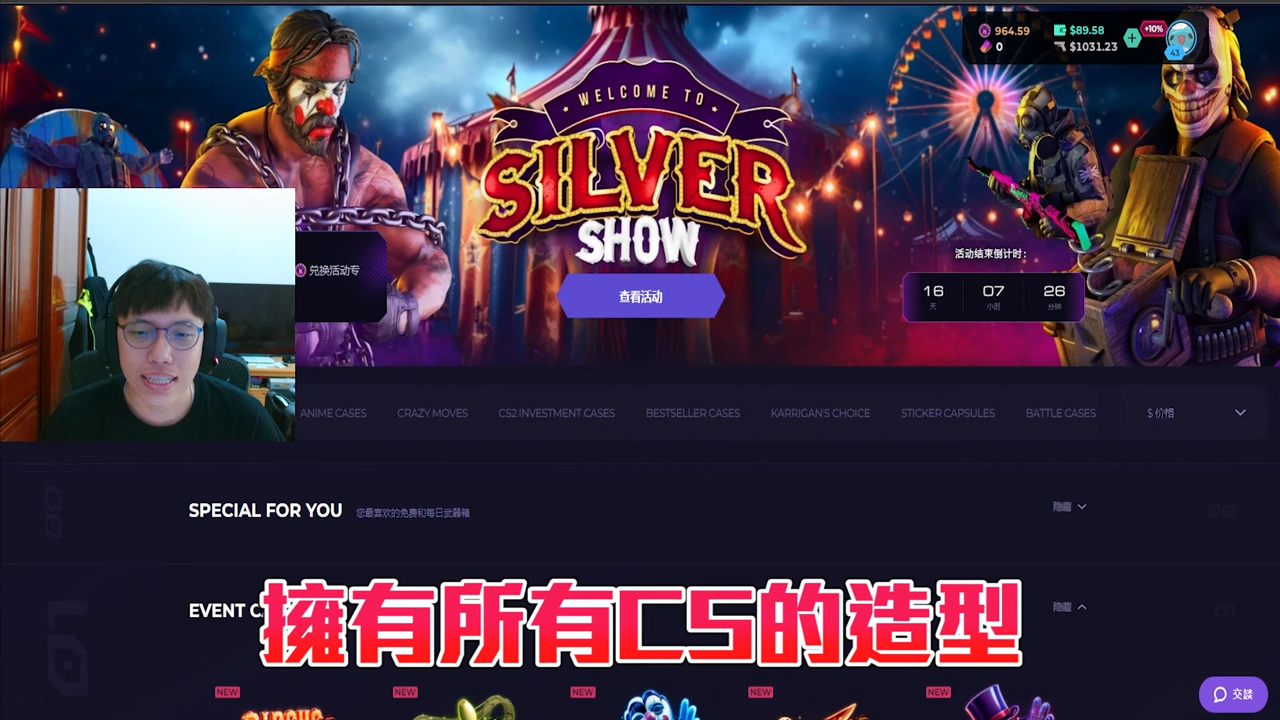 964.59
0
$89.58
$1031.23
+10%
43
WELCOME TO
SILVER
SHOW
查看活动
兑换活动专
活动结束倒计时:
16
07
26
天
小时
分钟
ANIME CASES
CRAZY MOVES
CS2 INVESTMENT CASES
BESTSELLER CASES
KARRIGAN'S CHOICE
STICKER CAPSULES
BATTLE CASES
$ 价格
00
SPECIAL FOR YOU
您最喜欢的免费和每日武器箱
隐藏
01
EVENT C
隐藏
01
擁有所有CS的造型
NEW
NEW
NEW
NEW
NEW
交談